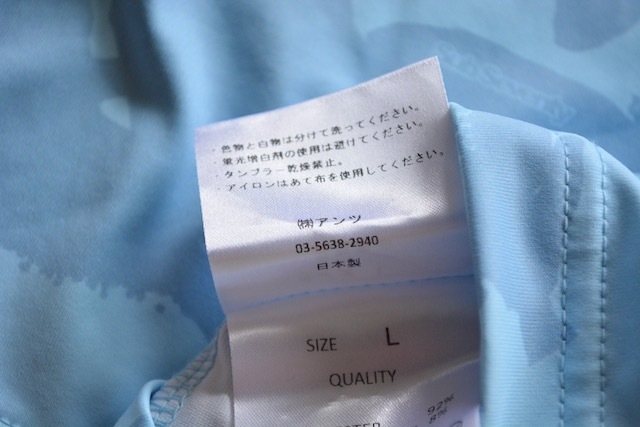 ・色物と白物は分けて洗ってください。
・蛍光増白剤の使用は避けてください。
・タンブラー乾燥禁止。
・アイロンはあて布を使用してください。
㈱アンツ
03-5638-2940
日本製
SIZE L
QUALITY
92%
8%